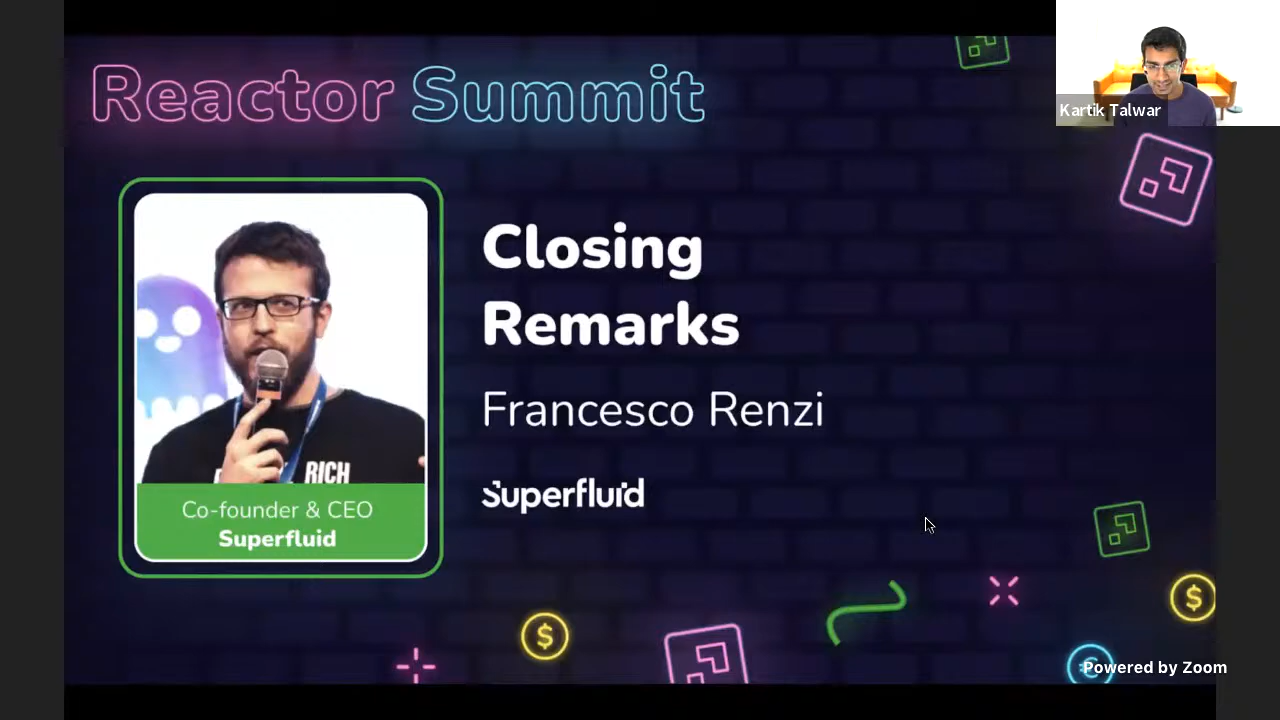 Reactor Summit
Kartik Talwar
Closing
Remarks
Francesco Renzi
Superfluid
RICH
Co-founder & CEO
Superfluid
$
$
Powered by Zoom